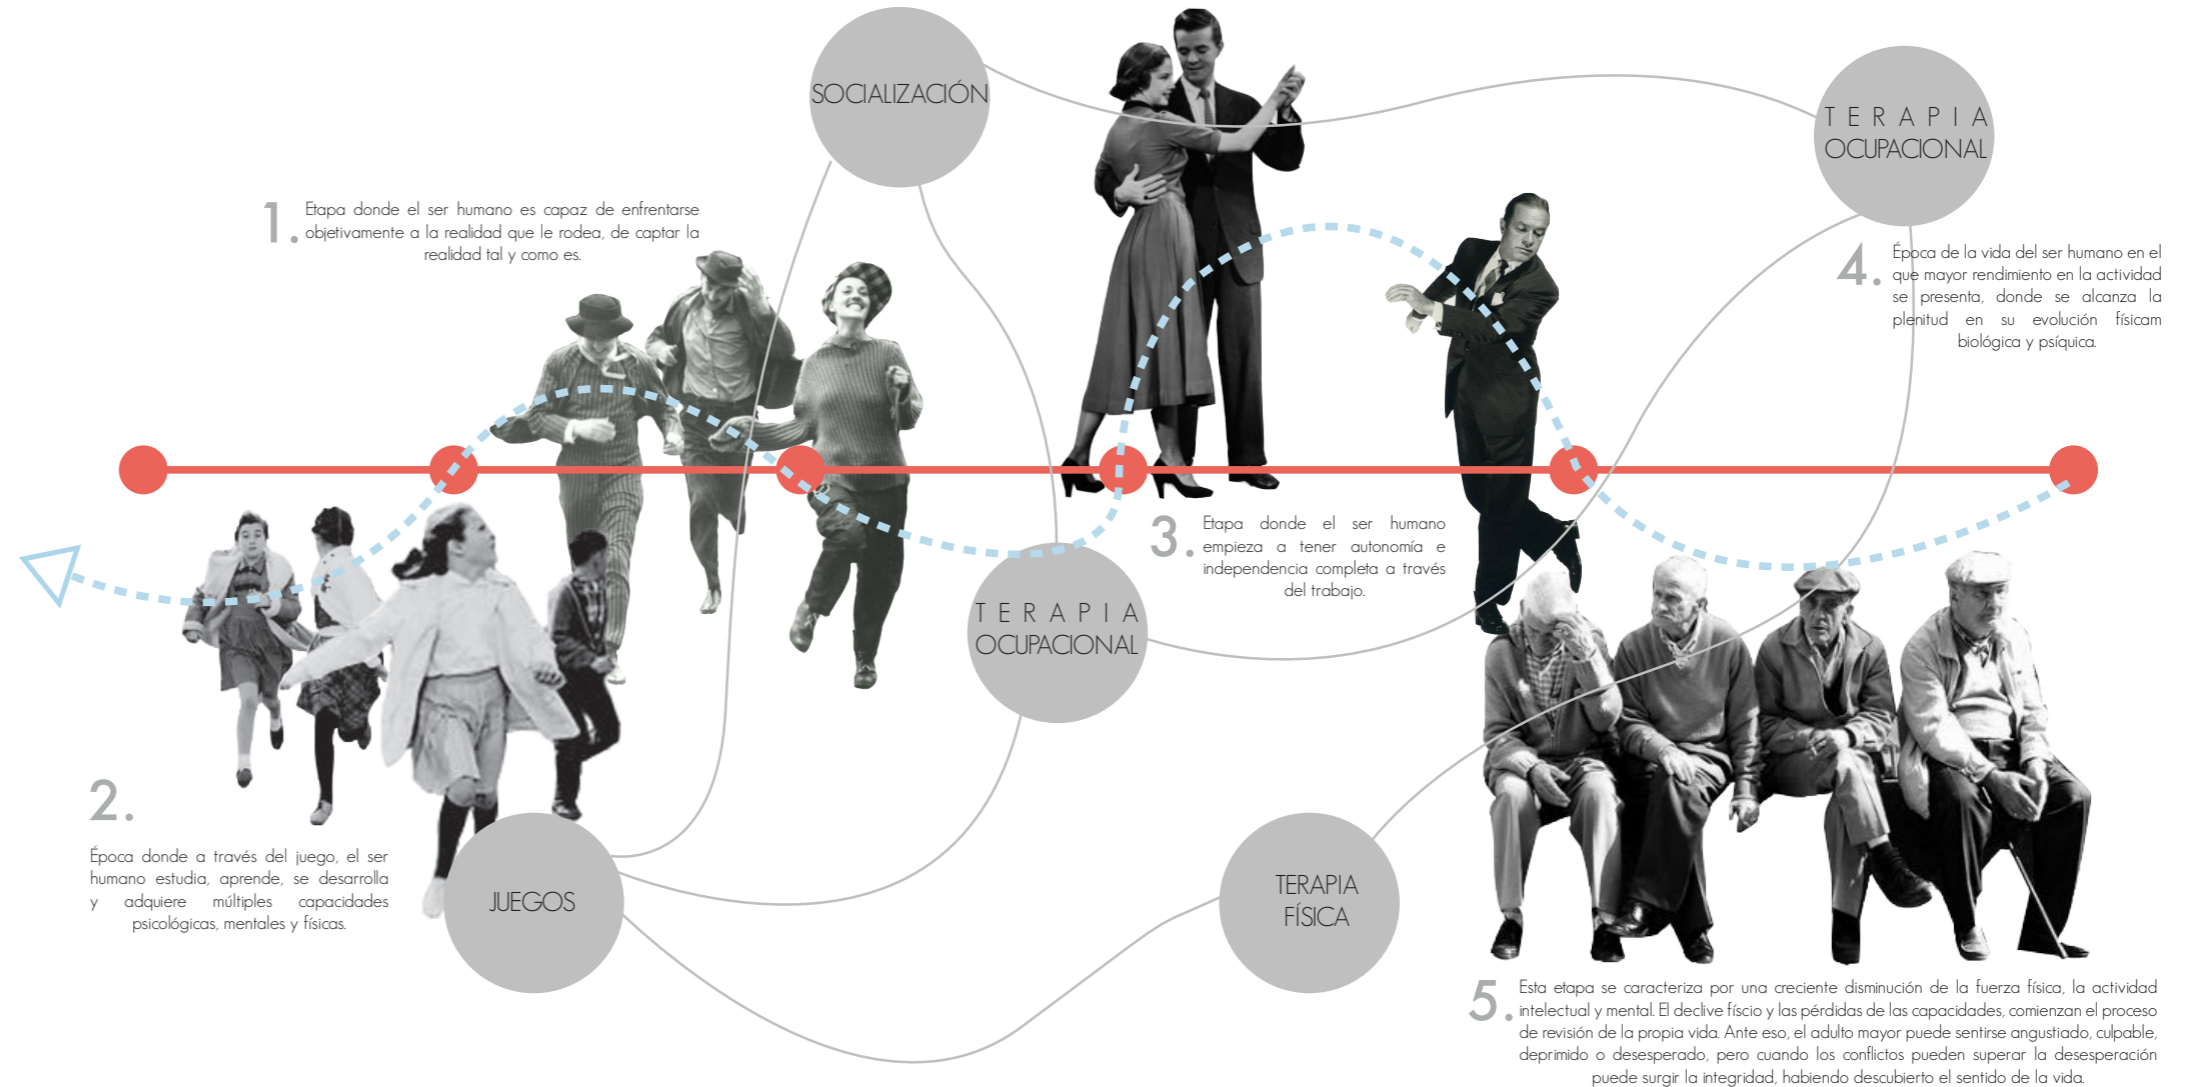 SOCIALIZACIÓN
TERAPIA
OCUPACIONAL
1.
Etapa donde el ser humano es capaz de enfrentarse
objetivamente a la realidad que le rodea, de captar la
realidad tal y como es.
4.
Época de la vida del ser humano en el
que mayor rendimiento en la actividad
se presenta, donde se alcanza la
plenitud en su evolución físicam
biológica y psíquica.
3.
Etapa donde el ser humano
empieza a tener autonomía e
independencia completa a través
del trabajo.
TERAPIA
OCUPACIONAL
2.
Época donde a través del juego, el ser
humano estudia, aprende, se desarrolla
y adquiere múltiples capacidades
psicológicas, mentales y físicas.
JUEGOS
TERAPIA
FÍSICA
5.
Esta etapa se caracteriza por una creciente disminución de la fuerza física, la actividad
intelectual y mental. El declive físcio y las pérdidas de las capacidades, comienzan el proceso
de revisión de la propia vida. Ante eso, el adulto mayor puede sentirse angustiado, culpable,
deprimido o desesperado, pero cuando los conflictos pueden superar la desesperación
puede surgir la integridad, habiendo descubierto el sentido de la vida.